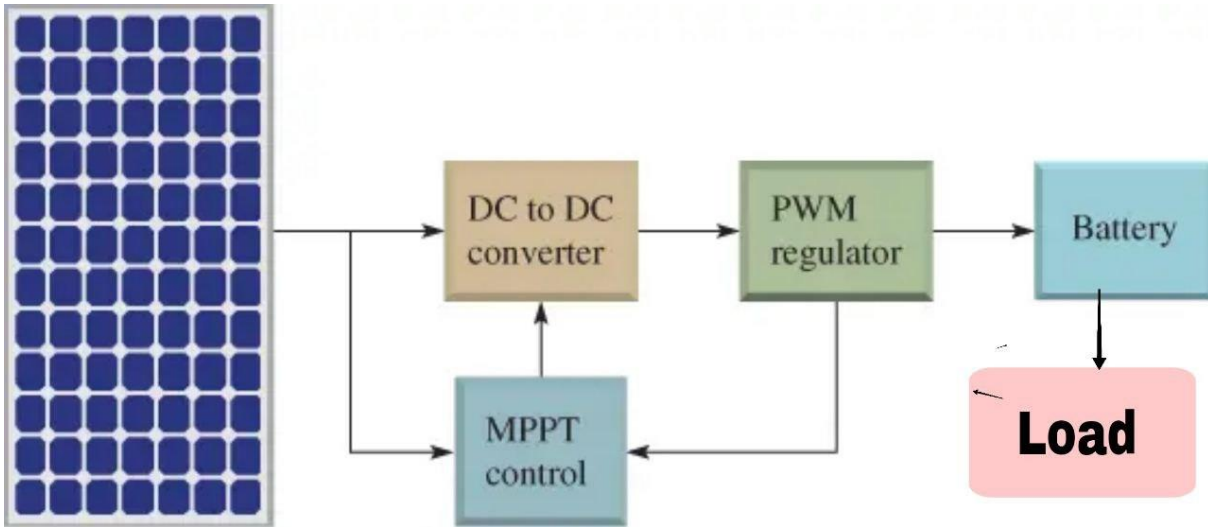 DC to DC
converter
PWM
regulator
Battery
MPPT
control
Load